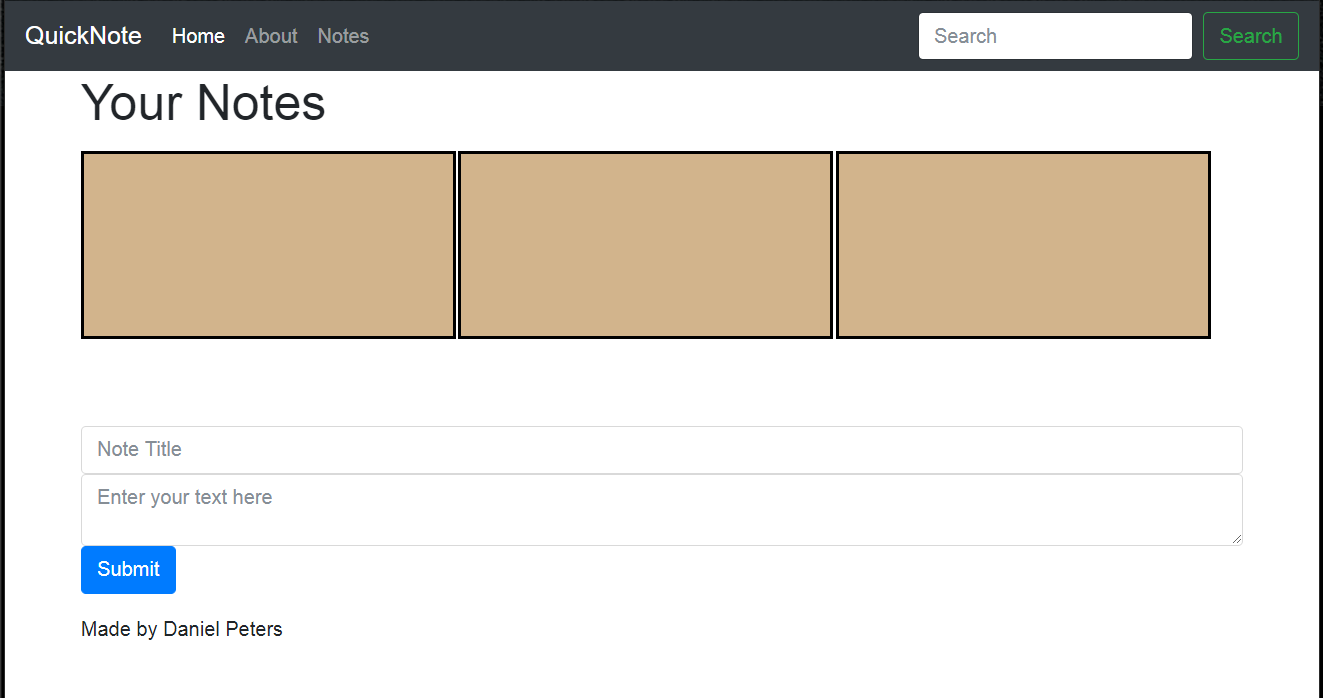 QuickNote Home About Notes Search Search
Your Notes
Note Title
Enter your text here
Submit
Made by Daniel Peters